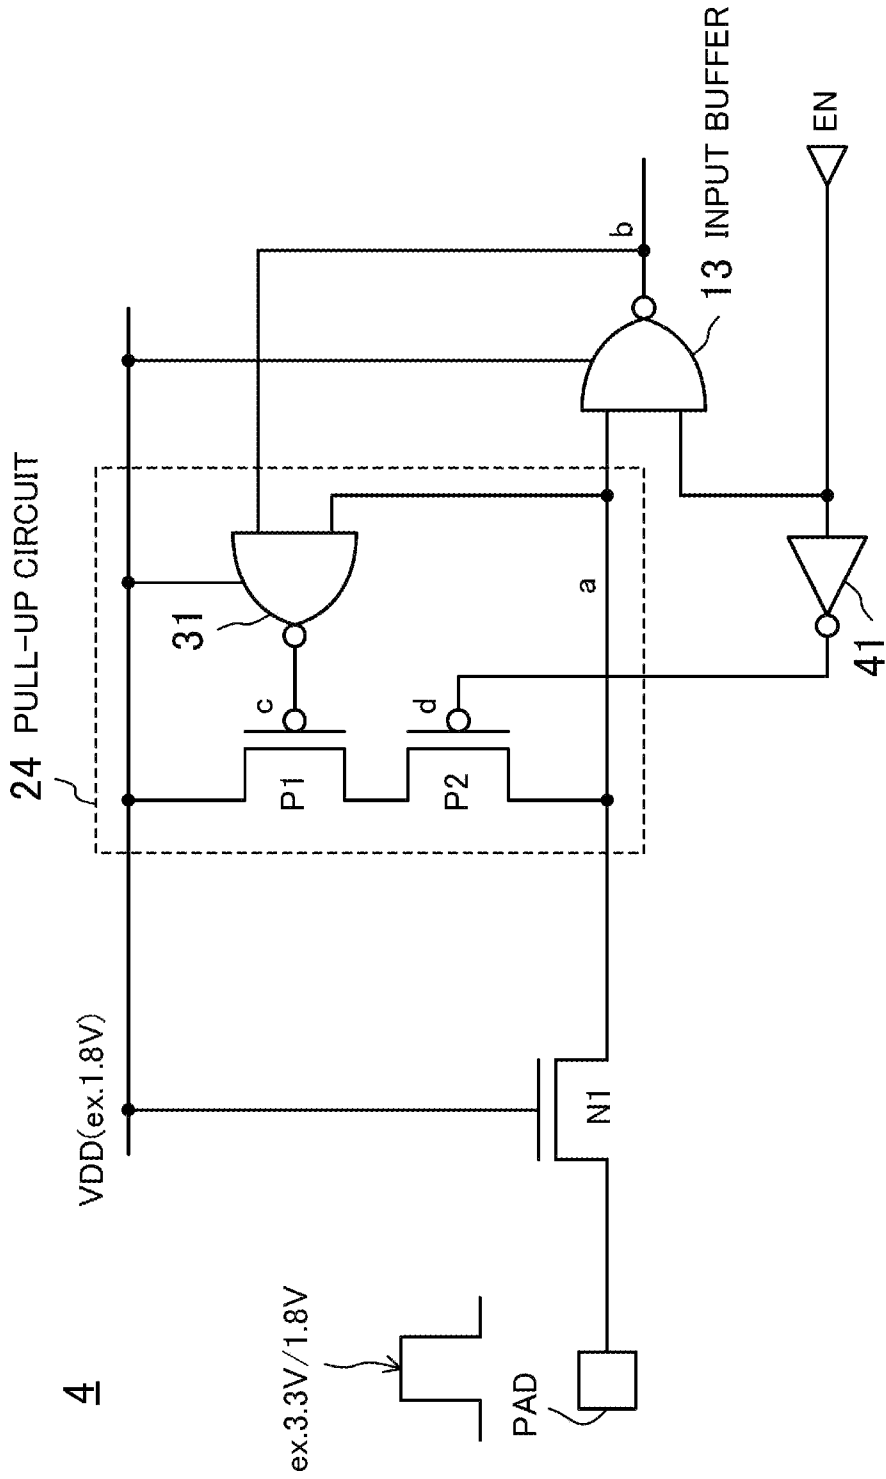 4
ex.3.3V/1.8V
PAD
VDD(ex.1.8V)
N1
24 PULL-UP CIRCUIT
P1
c
P2
d
31
a
41
b
13 INPUT BUFFER
EN